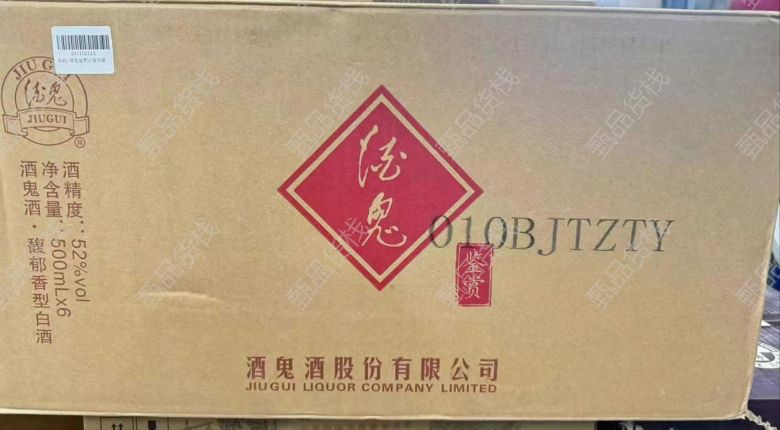 JIU GUI
酒鬼
JIUGUI
®
酒精度：52%vol
净含量：500mL×6
酒鬼酒·馥郁香型白酒
酒鬼
010BJTZTY
鉴赏
酒鬼酒股份有限公司
JIUGUI LIQUOR COMPANY LIMITED
甄品货栈